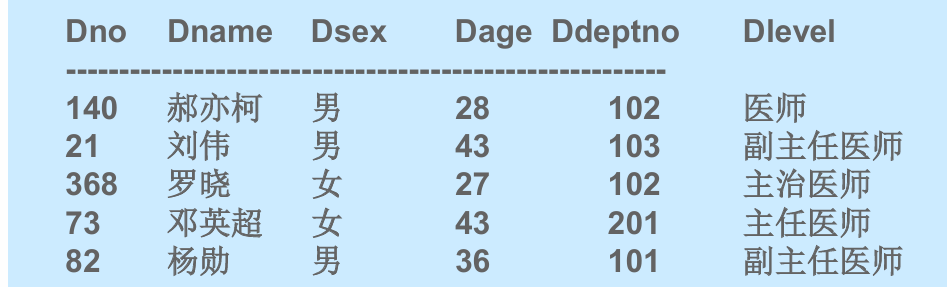 Dno Dname Dsex Dage Ddeptno Dlevel
--------------------------------------------------------
140 郝亦柯 男 28 102 医师
21 刘伟 男 43 103 副主任医师
368 罗晓 女 27 102 主治医师
73 邓英超 女 43 201 主任医师
82 杨勋 男 36 101 副主任医师